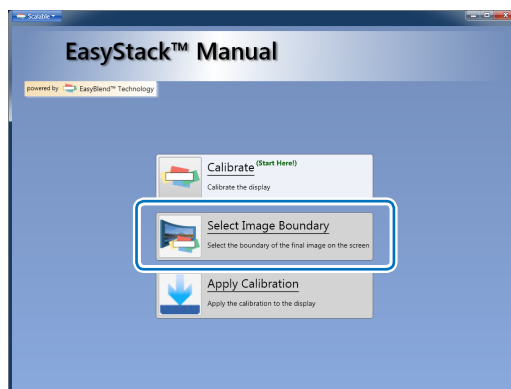 Scalable
EasyStack™ Manual
powered by EasyBlend™ Technology
Calibrate (Start Here!)
Calibrate the display
Select Image Boundary
Select the boundary of the final image on the screen
Apply Calibration
Apply the calibration to the display